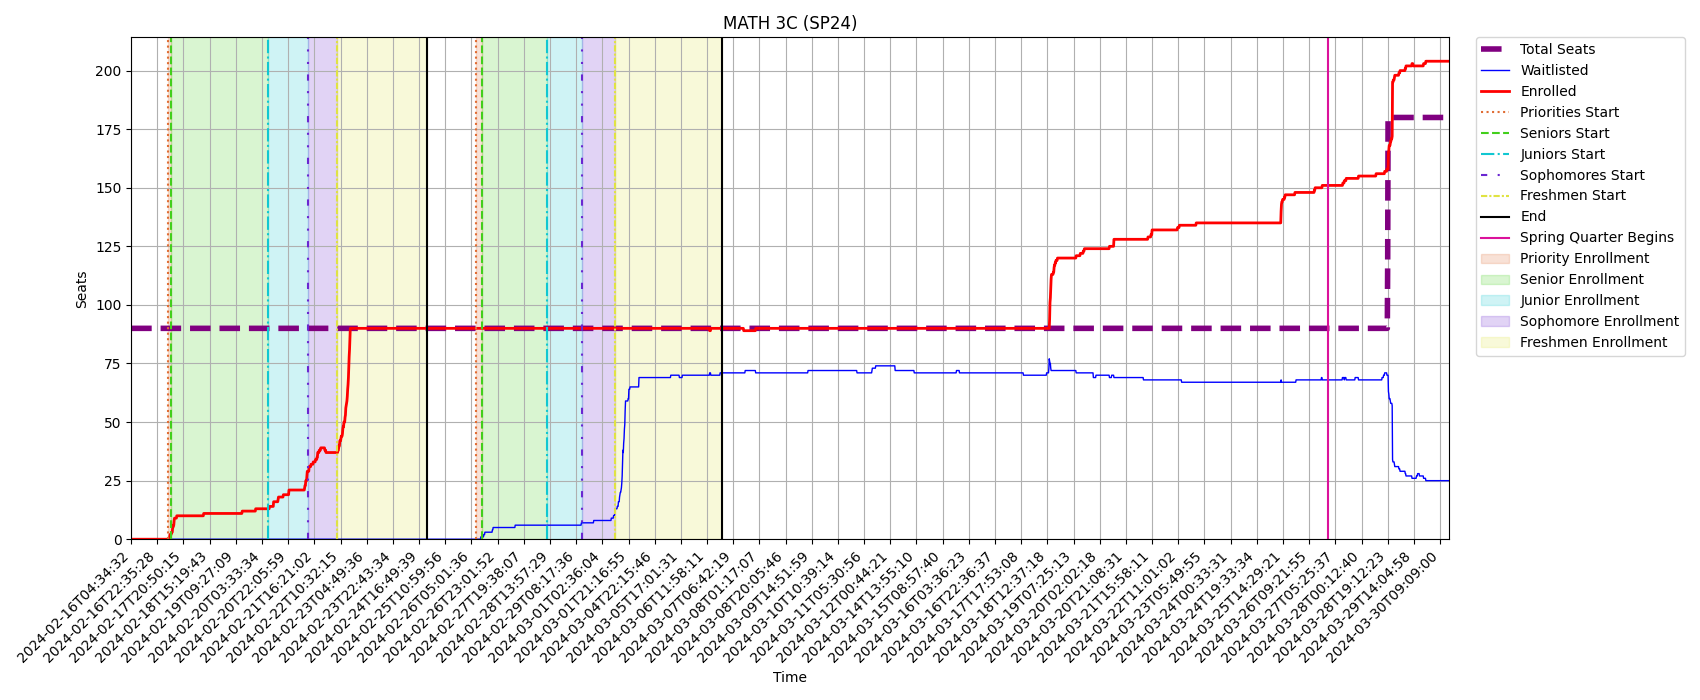 MATH 3C (SP24)
Seats
200
175
150
125
100
75
50
25
0
2024-02-16T04:34:32
2024-02-16T22:35:28
2024-02-17T20:50:15
2024-02-18T15:19:43
2024-02-19T09:27:09
2024-02-20T03:33:34
2024-02-20T22:05:59
2024-02-21T16:21:02
2024-02-22T10:32:15
2024-02-23T04:49:36
2024-02-23T22:43:34
2024-02-24T16:49:39
2024-02-25T10:59:56
2024-02-26T05:01:36
2024-02-26T23:01:52
2024-02-27T19:38:07
2024-02-28T13:57:29
2024-02-29T08:17:36
2024-03-01T02:36:04
2024-03-01T21:16:55
2024-03-04T22:15:46
2024-03-05T17:01:31
2024-03-06T11:58:11
2024-03-07T06:42:19
2024-03-08T01:17:07
2024-03-08T20:05:46
2024-03-09T14:51:59
2024-03-10T10:39:14
2024-03-11T05:30:56
2024-03-12T00:44:21
2024-03-14T13:55:10
2024-03-15T08:57:40
2024-03-16T03:36:23
2024-03-16T22:36:37
2024-03-17T17:53:08
2024-03-18T12:37:18
2024-03-19T07:25:13
2024-03-20T02:02:18
2024-03-20T21:08:31
2024-03-21T15:58:11
2024-03-22T11:01:02
2024-03-23T05:49:55
2024-03-24T00:33:31
2024-03-24T19:33:34
2024-03-25T14:29:21
2024-03-26T09:21:55
2024-03-27T05:25:37
2024-03-28T00:12:40
2024-03-28T19:12:23
2024-03-29T14:04:58
2024-03-30T09:09:00
Time
Total Seats
Waitlisted
Enrolled
Priorities Start
Seniors Start
Juniors Start
Sophomores Start
Freshmen Start
End
Spring Quarter Begins
Priority Enrollment
Senior Enrollment
Junior Enrollment
Sophomore Enrollment
Freshmen Enrollment